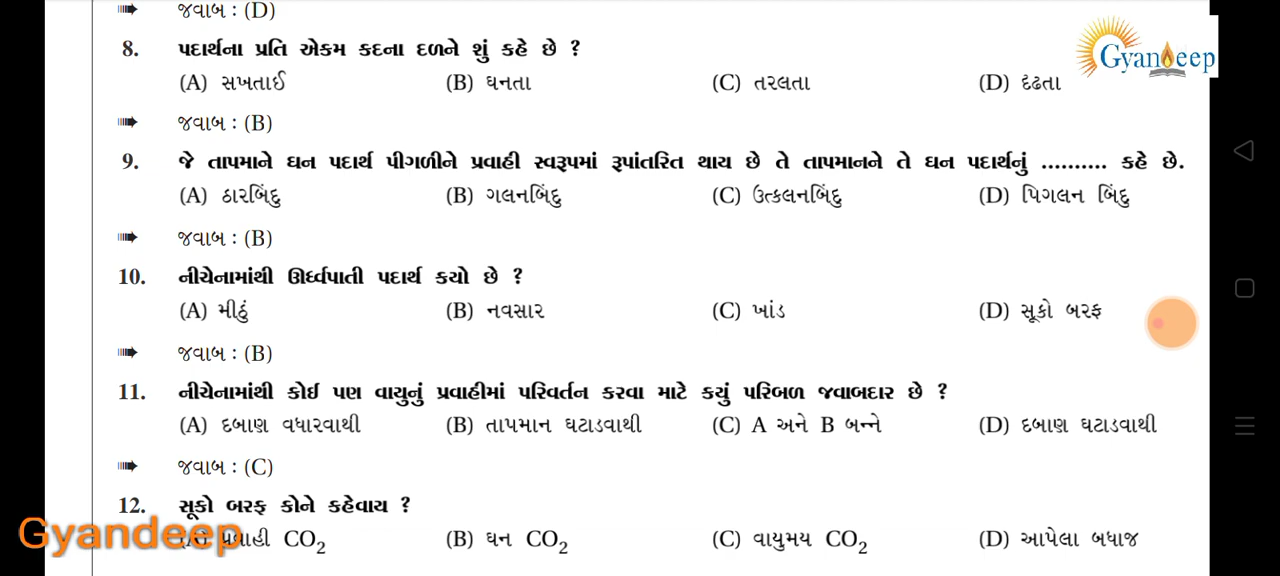 જવાબ : (D)
Gyandeep
8. પદાર્થના પ્રતિ એકમ કદના દળને શું કહે છે ?
(A) સખતાઈ (B) ઘનતા (C) તરલતા (D) દૃઢતા
જવાબ : (B)
9. જે તાપમાને ઘન પદાર્થ પીગળીને પ્રવાહી સ્વરૂપમાં રૂપાંતરિત થાય છે તે તાપમાનને તે ઘન પદાર્થનું .......... કહે છે.
(A) ઠારબિંદુ (B) ગલનબિંદુ (C) ઉત્કલનબિંદુ (D) પિગલન બિંદુ
જવાબ : (B)
10. નીચેનામાંથી ઊર્ધ્વપાતી પદાર્થ કયો છે ?
(A) મીઠું (B) નવસાર (C) ખાંડ (D) સૂકો બરફ
જવાબ : (B)
11. નીચેનામાંથી કોઈ પણ વાયુનું પ્રવાહીમાં પરિવર્તન કરવા માટે કયું પરિબળ જવાબદાર છે ?
(A) દબાણ વધારવાથી (B) તાપમાન ઘટાડવાથી (C) A અને B બન્ને (D) દબાણ ઘટાડવાથી
જવાબ : (C)
12. સૂકો બરફ કોને કહેવાય ?
(A) પ્રવાહી CO₂ (B) ઘન CO₂ (C) વાયુમય CO₂ (D) આપેલા બધાજ
Gyandeep